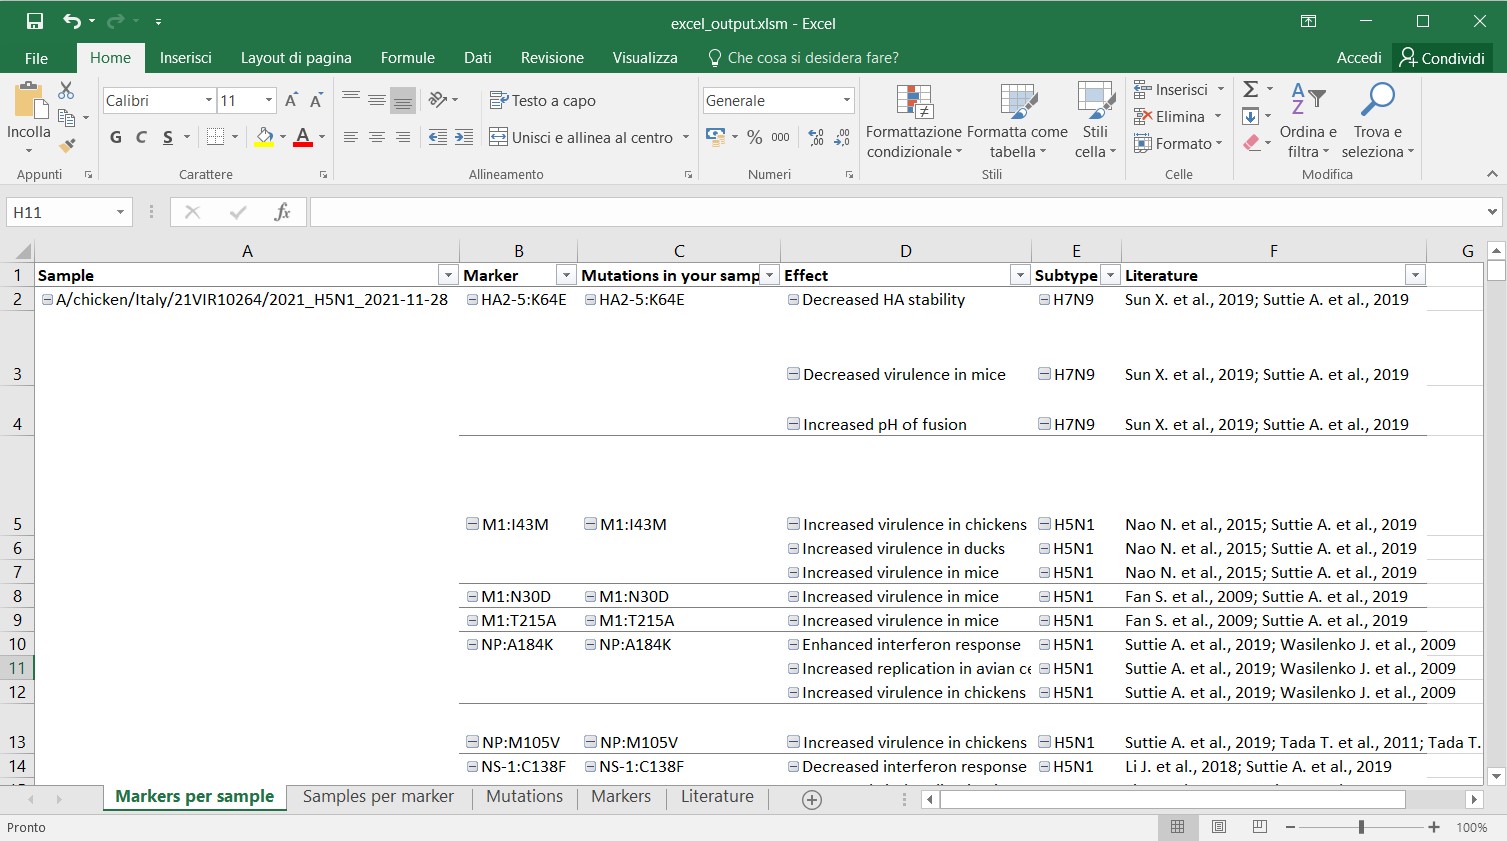 excel_output.xlsm - Excel
File Home Inserisci Layout di pagina Formule Dati Revisione Visualizza Che cosa si desidera fare? Accedi Condividi
Incolla
Appunti
Calibri 11
G C S
Carattere
Testo a capo
Unisci e allinea al centro
Allineamento
Generale
% 000
Numeri
Formattazione condizionale
Formatta come tabella
Stili cella
Stili
Inserisci
Elimina
Formato
Celle
Ordina e filtra
Trova e seleziona
Modifica
H11 fx
A B C D E F G
1 Sample Marker Mutations in your samp Effect Subtype Literature
2 A/chicken/Italy/21VIR10264/2021_H5N1_2021-11-28 HA2-5:K64E HA2-5:K64E Decreased HA stability H7N9 Sun X. et al., 2019; Suttie A. et al., 2019
3 Decreased virulence in mice H7N9 Sun X. et al., 2019; Suttie A. et al., 2019
4 Increased pH of fusion H7N9 Sun X. et al., 2019; Suttie A. et al., 2019
5 M1:I43M M1:I43M Increased virulence in chickens H5N1 Nao N. et al., 2015; Suttie A. et al., 2019
6 Increased virulence in ducks H5N1 Nao N. et al., 2015; Suttie A. et al., 2019
7 Increased virulence in mice H5N1 Nao N. et al., 2015; Suttie A. et al., 2019
8 M1:N30D M1:N30D Increased virulence in mice H5N1 Fan S. et al., 2009; Suttie A. et al., 2019
9 M1:T215A M1:T215A Increased virulence in mice H5N1 Fan S. et al., 2009; Suttie A. et al., 2019
10 NP:A184K NP:A184K Enhanced interferon response H5N1 Suttie A. et al., 2019; Wasilenko J. et al., 2009
11 Increased replication in avian ce H5N1 Suttie A. et al., 2019; Wasilenko J. et al., 2009
12 Increased virulence in chickens H5N1 Suttie A. et al., 2019; Wasilenko J. et al., 2009
13 NP:M105V NP:M105V Increased virulence in chickens H5N1 Suttie A. et al., 2019; Tada T. et al., 2011; Tada T.
14 NS-1:C138F NS-1:C138F Decreased interferon response H5N1 Li J. et al., 2018; Suttie A. et al., 2019
Markers per sample Samples per marker Mutations Markers Literature
Pronto 100%